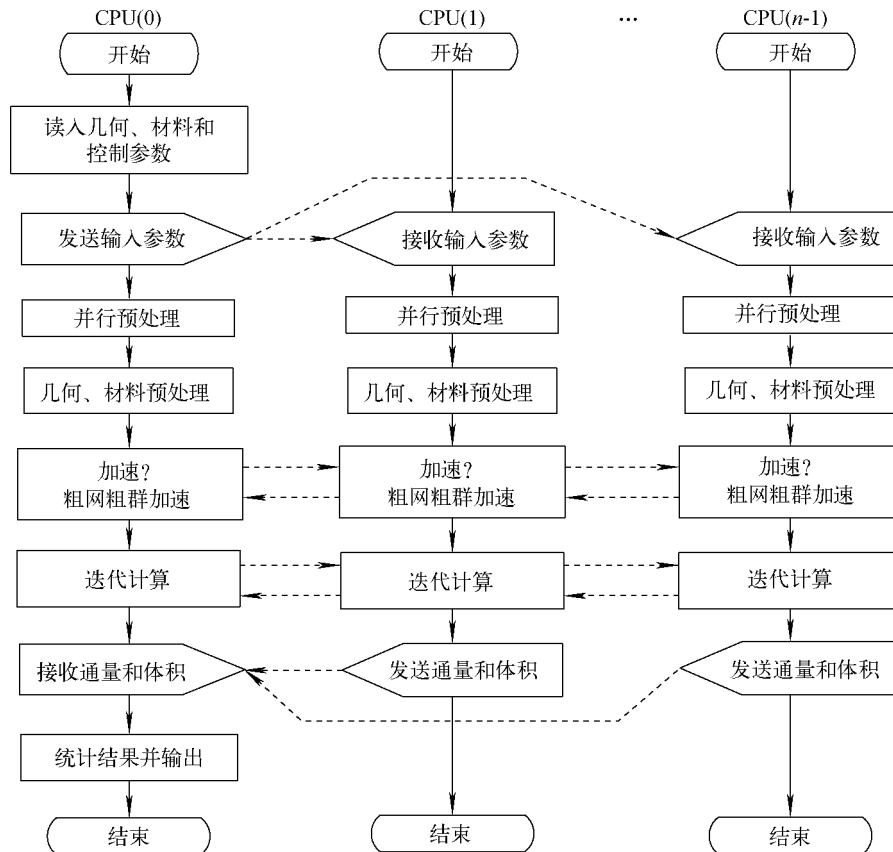 CPU(0)
CPU(1)
…
CPU(n-1)
开始
开始
开始
读入几何、材料和
控制参数
发送输入参数
接收输入参数
接收输入参数
并行预处理
并行预处理
并行预处理
几何、材料预处理
几何、材料预处理
几何、材料预处理
加速?
粗网粗群加速
加速?
粗网粗群加速
加速?
粗网粗群加速
迭代计算
迭代计算
迭代计算
接收通量和体积
发送通量和体积
发送通量和体积
统计结果并输出
结束
结束
结束